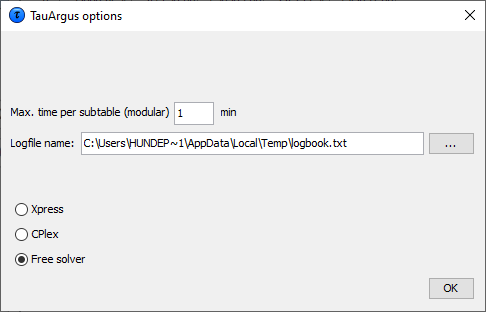 TauArgus options
Max. time per subtable (modular) 1 min
Logfile name: C:\Users\HUNDEP~1\AppData\Local\Temp\logbook.txt ...
Xpress
CPlex
Free solver
OK